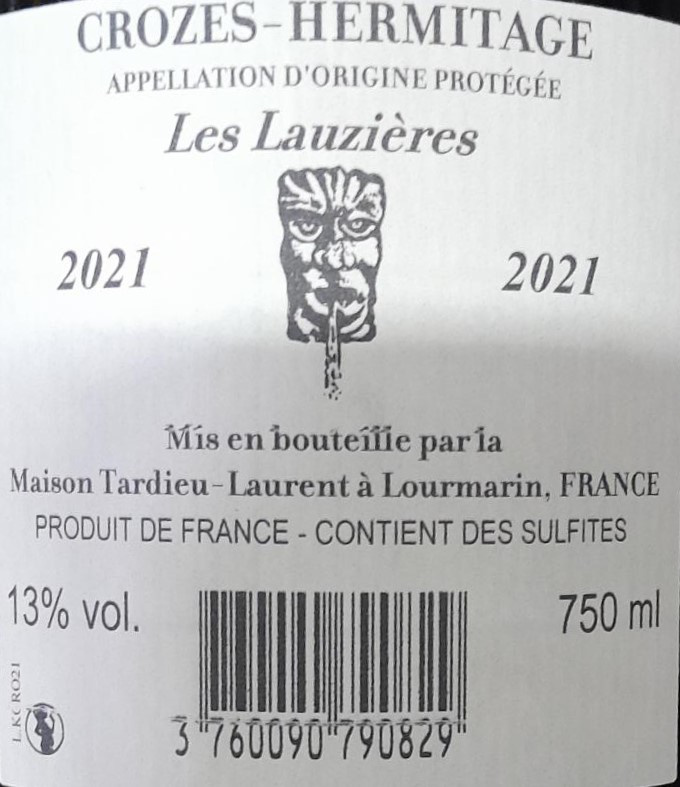 CROZES-HERMITAGE
APPELLATION D'ORIGINE PROTÉGÉE
Les Lauzières
2021 2021
Mis en bouteille par la
Maison Tardieu-Laurent à Lourmarin, FRANCE
PRODUIT DE FRANCE - CONTIENT DES SULFITES
13% vol. 750 ml
L.KCRO21
3 760090 790829